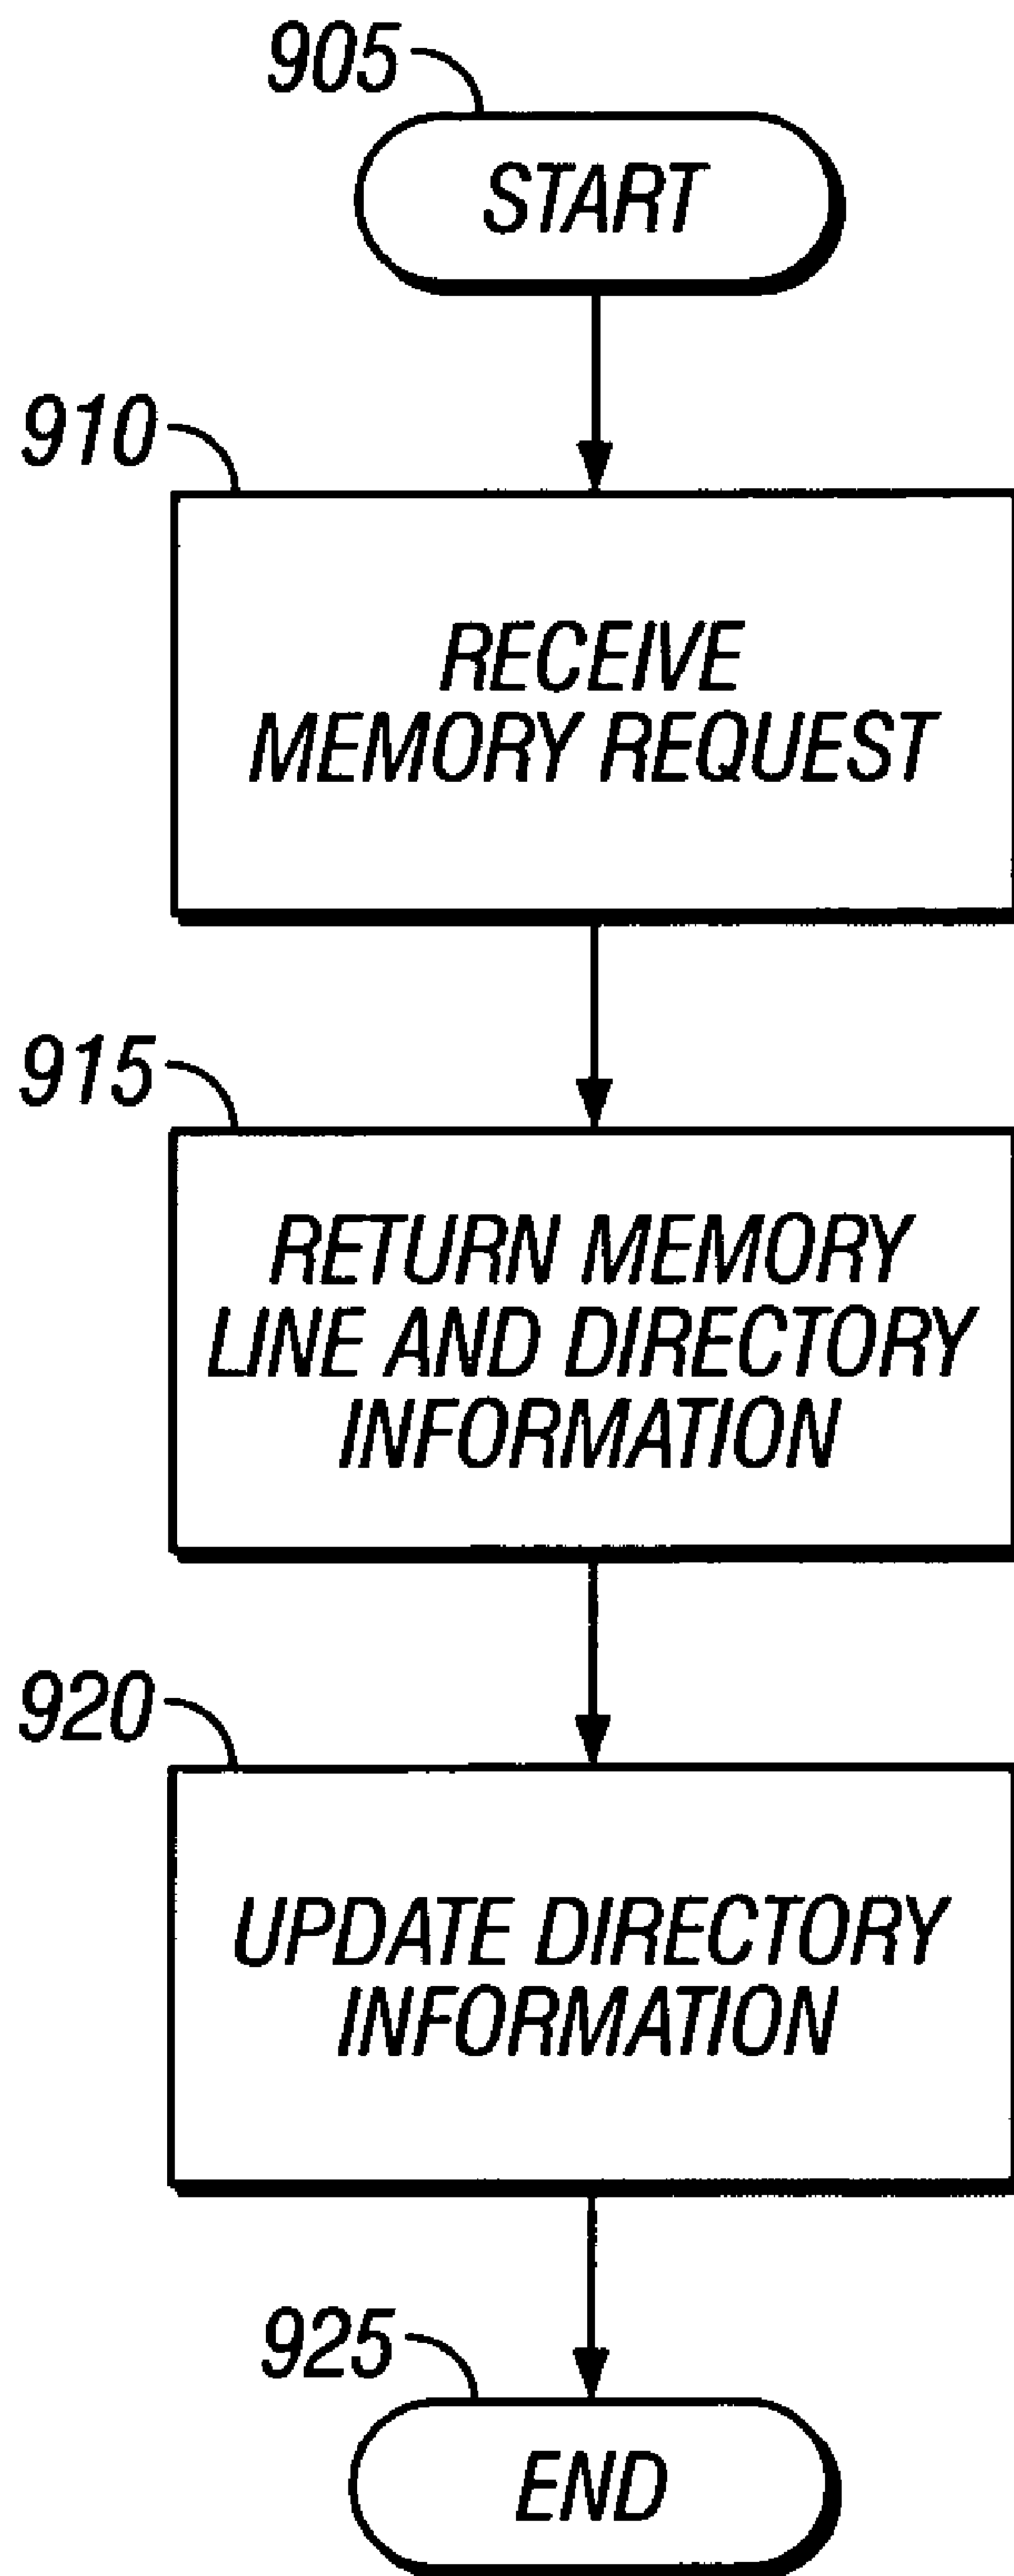 905
START
910
RECEIVE
MEMORY REQUEST
915
RETURN MEMORY
LINE AND DIRECTORY
INFORMATION
920
UPDATE DIRECTORY
INFORMATION
925
END